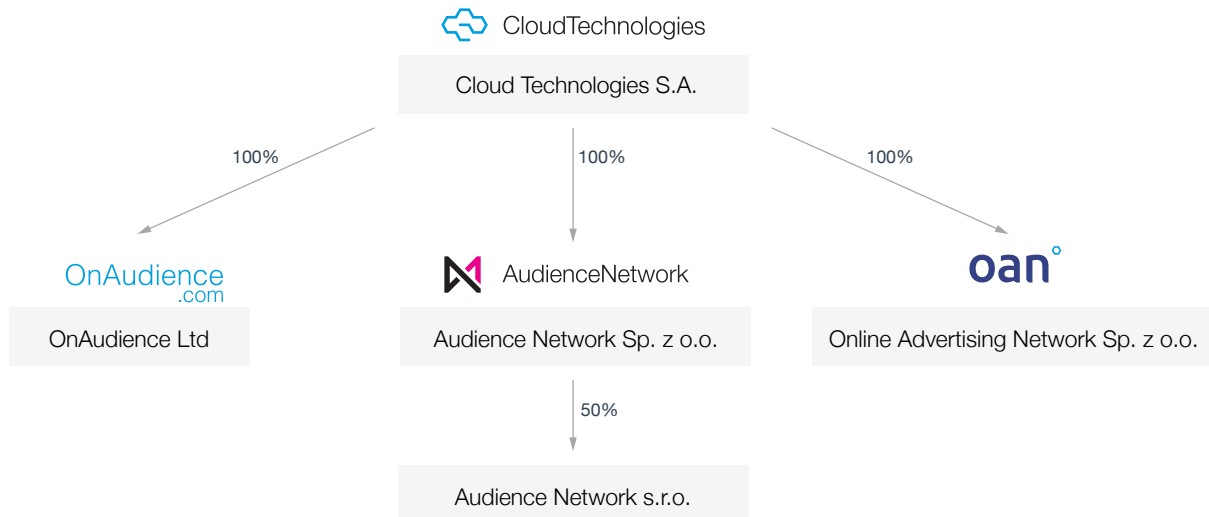 CloudTechnologies
Cloud Technologies S.A.
100%
100%
100%
OnAudience
.com
AudienceNetwork
oan
OnAudience Ltd
Audience Network Sp. z o.o.
Online Advertising Network Sp. z o.o.
50%
Audience Network s.r.o.